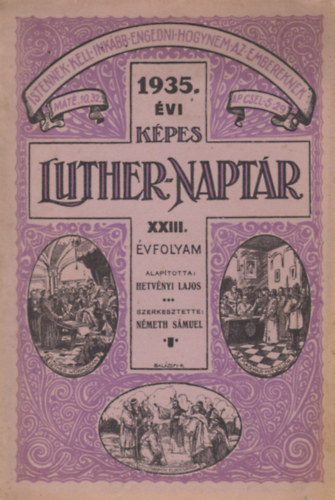 ISTENNEK·KELL·INKÁBB·ENGEDNI·HOGYNEM·AZ·EMBEREKNEK
MÁTÉ. 10, 32.
AP. CSEL. 5, 29.
1935.
ÉVI
KÉPES
LUTHER-NAPTÁR
XXIII.
ÉVFOLYAM
ALAPÍTOTTA:
HETVÉNYI LAJOS
SZERKESZTETTE:
NÉMETH SÁMUEL